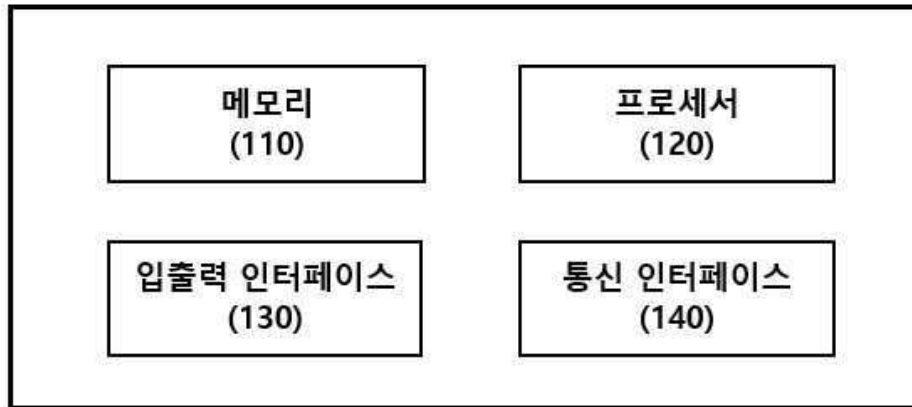 메모리
(110)
프로세서
(120)
입출력 인터페이스
(130)
통신 인터페이스
(140)